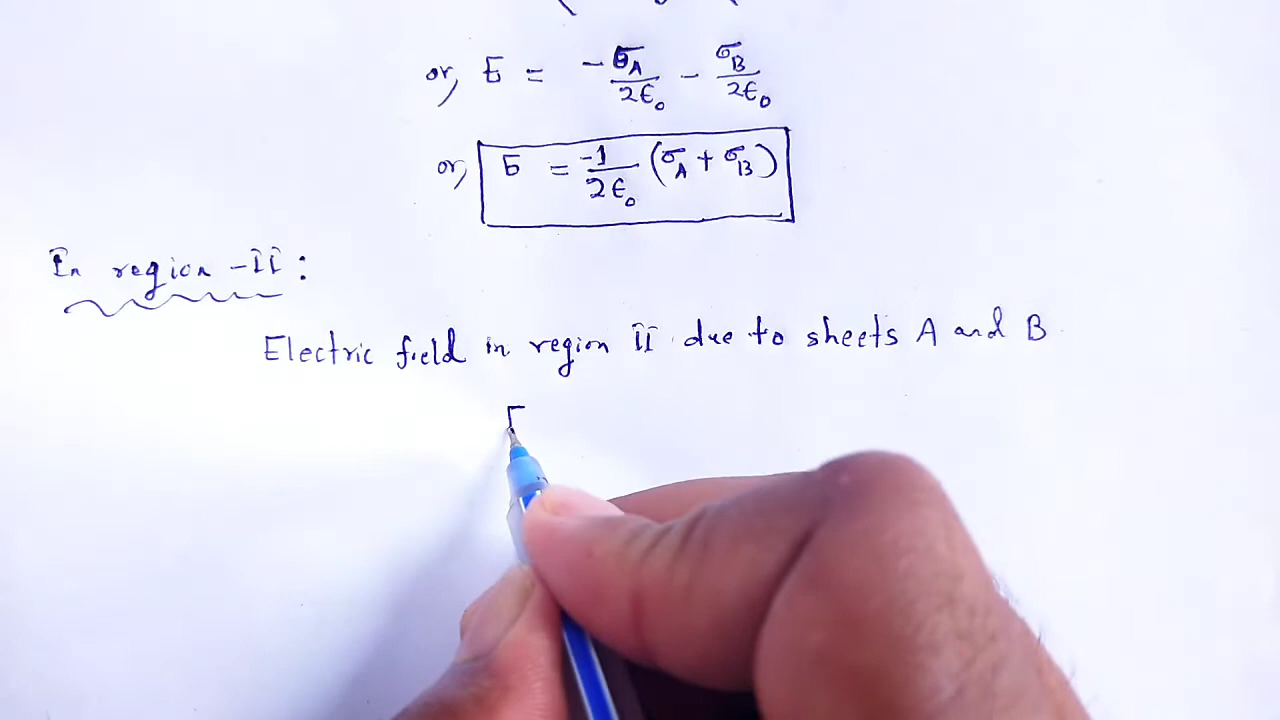 or, E = -σA/2ϵ₀ - σB/2ϵ₀
or, E = -1/2ϵ₀ (σA + σB)
In region -II :
Electric field in region II due to sheets A and B